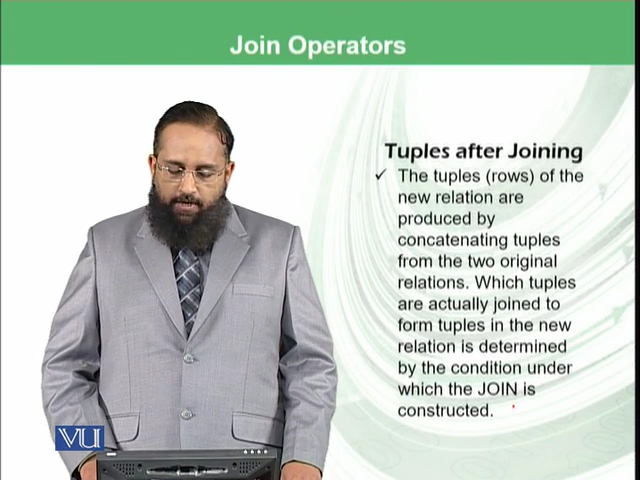 Join Operators
Tuples after Joining
✓ The tuples (rows) of the
new relation are
produced by
concatenating tuples
from the two original
relations. Which tuples
are actually joined to
form tuples in the new
relation is determined
by the condition under
which the JOIN is
constructed.
VU